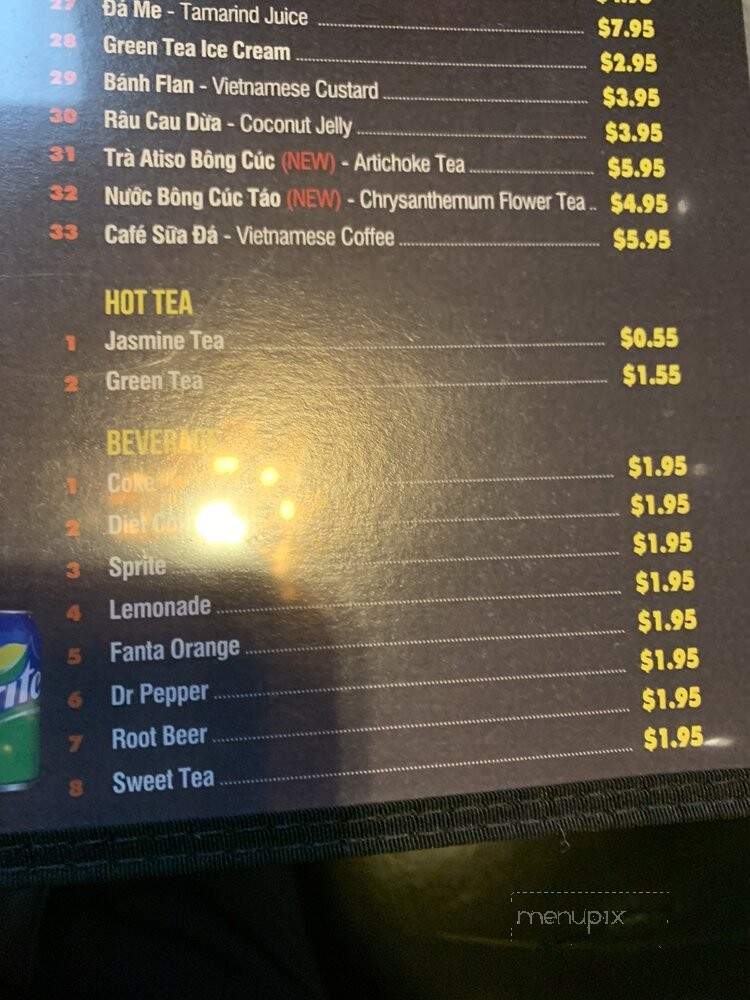 27 Đá Me - Tamarind Juice $7.95
28 Green Tea Ice Cream $2.95
29 Bánh Flan - Vietnamese Custard $3.95
30 Râu Cau Dừa - Coconut Jelly $3.95
31 Trà Atiso Bông Cúc (NEW) - Artichoke Tea $5.95
32 Nước Bông Cúc Táo (NEW) - Chrysanthemum Flower Tea $4.95
33 Café Sữa Đá - Vietnamese Coffee $5.95
HOT TEA
1 Jasmine Tea $0.55
2 Green Tea $1.55
1 Coke $1.95
2 Diet $1.95
3 Sprite $1.95
4 Lemonade $1.95
5 Fanta Orange $1.95
6 Dr Pepper $1.95
7 Root Beer $1.95
8 Sweet Tea $1.95
menupix